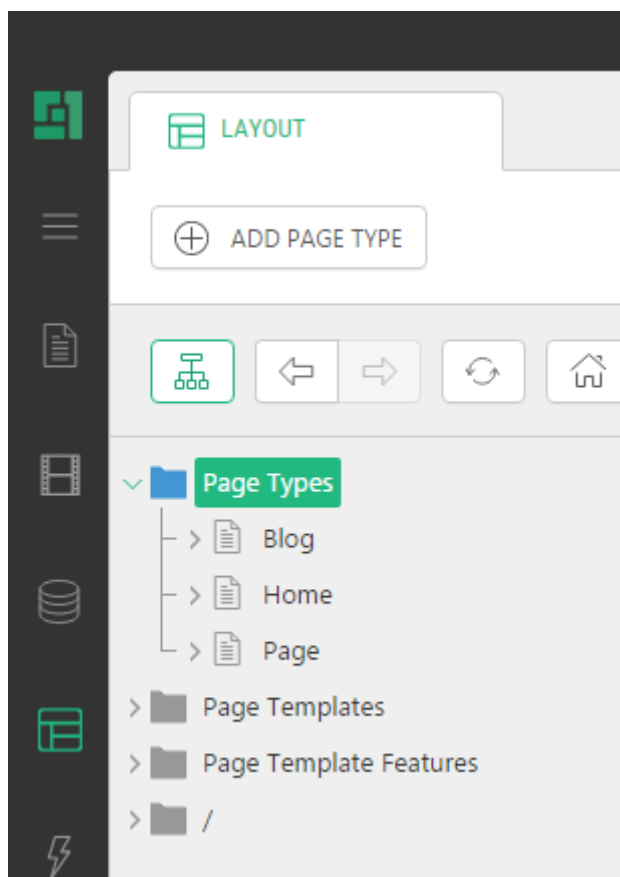 LAYOUT
ADD PAGE TYPE
Page Types
Blog
Home
Page
Page Templates
Page Template Features
/